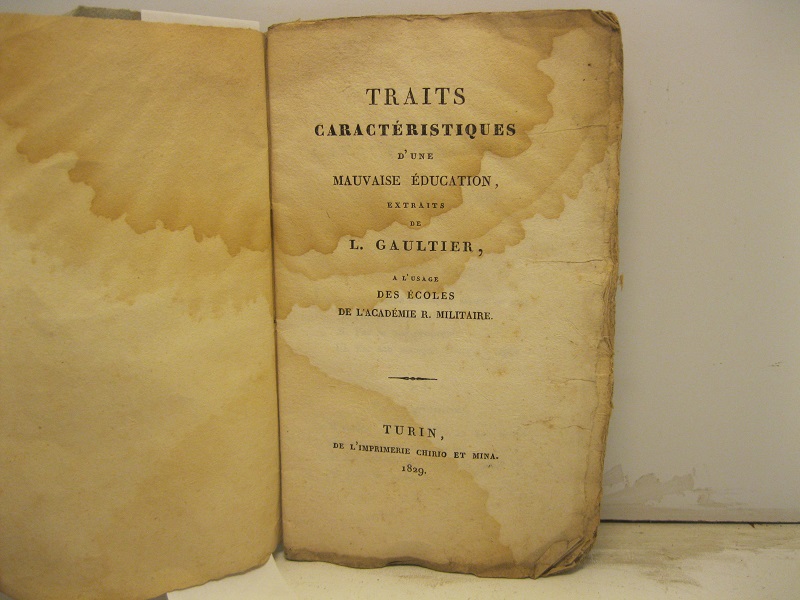 TRAITS
CARACTÉRISTIQUES
D'UNE
MAUVAISE ÉDUCATION,
EXTRAITS
DE
L. GAULTIER,
A L'USAGE
DES ÉCOLES
DE L'ACADÉMIE R. MILITAIRE.
TURIN,
DE L'IMPRIMERIE CHIRIO ET MINA.
1829.